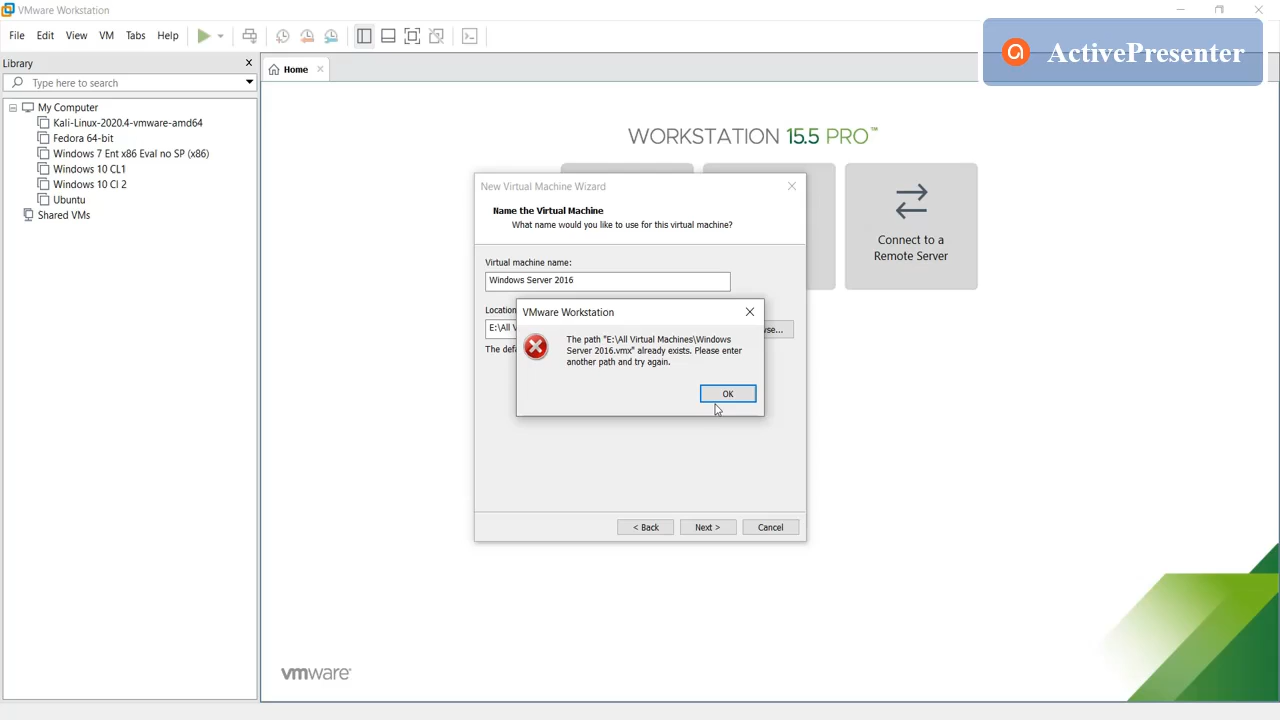 VMware Workstation
File Edit View VM Tabs Help
ActivePresenter
Library
Type here to search
Home
My Computer
Kali-Linux-2020.4-vmware-amd64
Fedora 64-bit
Windows 7 Ent x86 Eval no SP (x86)
Windows 10 CL1
Windows 10 Cl 2
Ubuntu
Shared VMs
WORKSTATION 15.5 PRO™
Connect to a
Remote Server
New Virtual Machine Wizard
Name the Virtual Machine
What name would you like to use for this virtual machine?
Virtual machine name:
Windows Server 2016
Location
E:\All V
The defa
VMware Workstation
The path "E:\All Virtual Machines\Windows
Server 2016.vmx" already exists. Please enter
another path and try again.
OK
< Back Next > Cancel
vmware